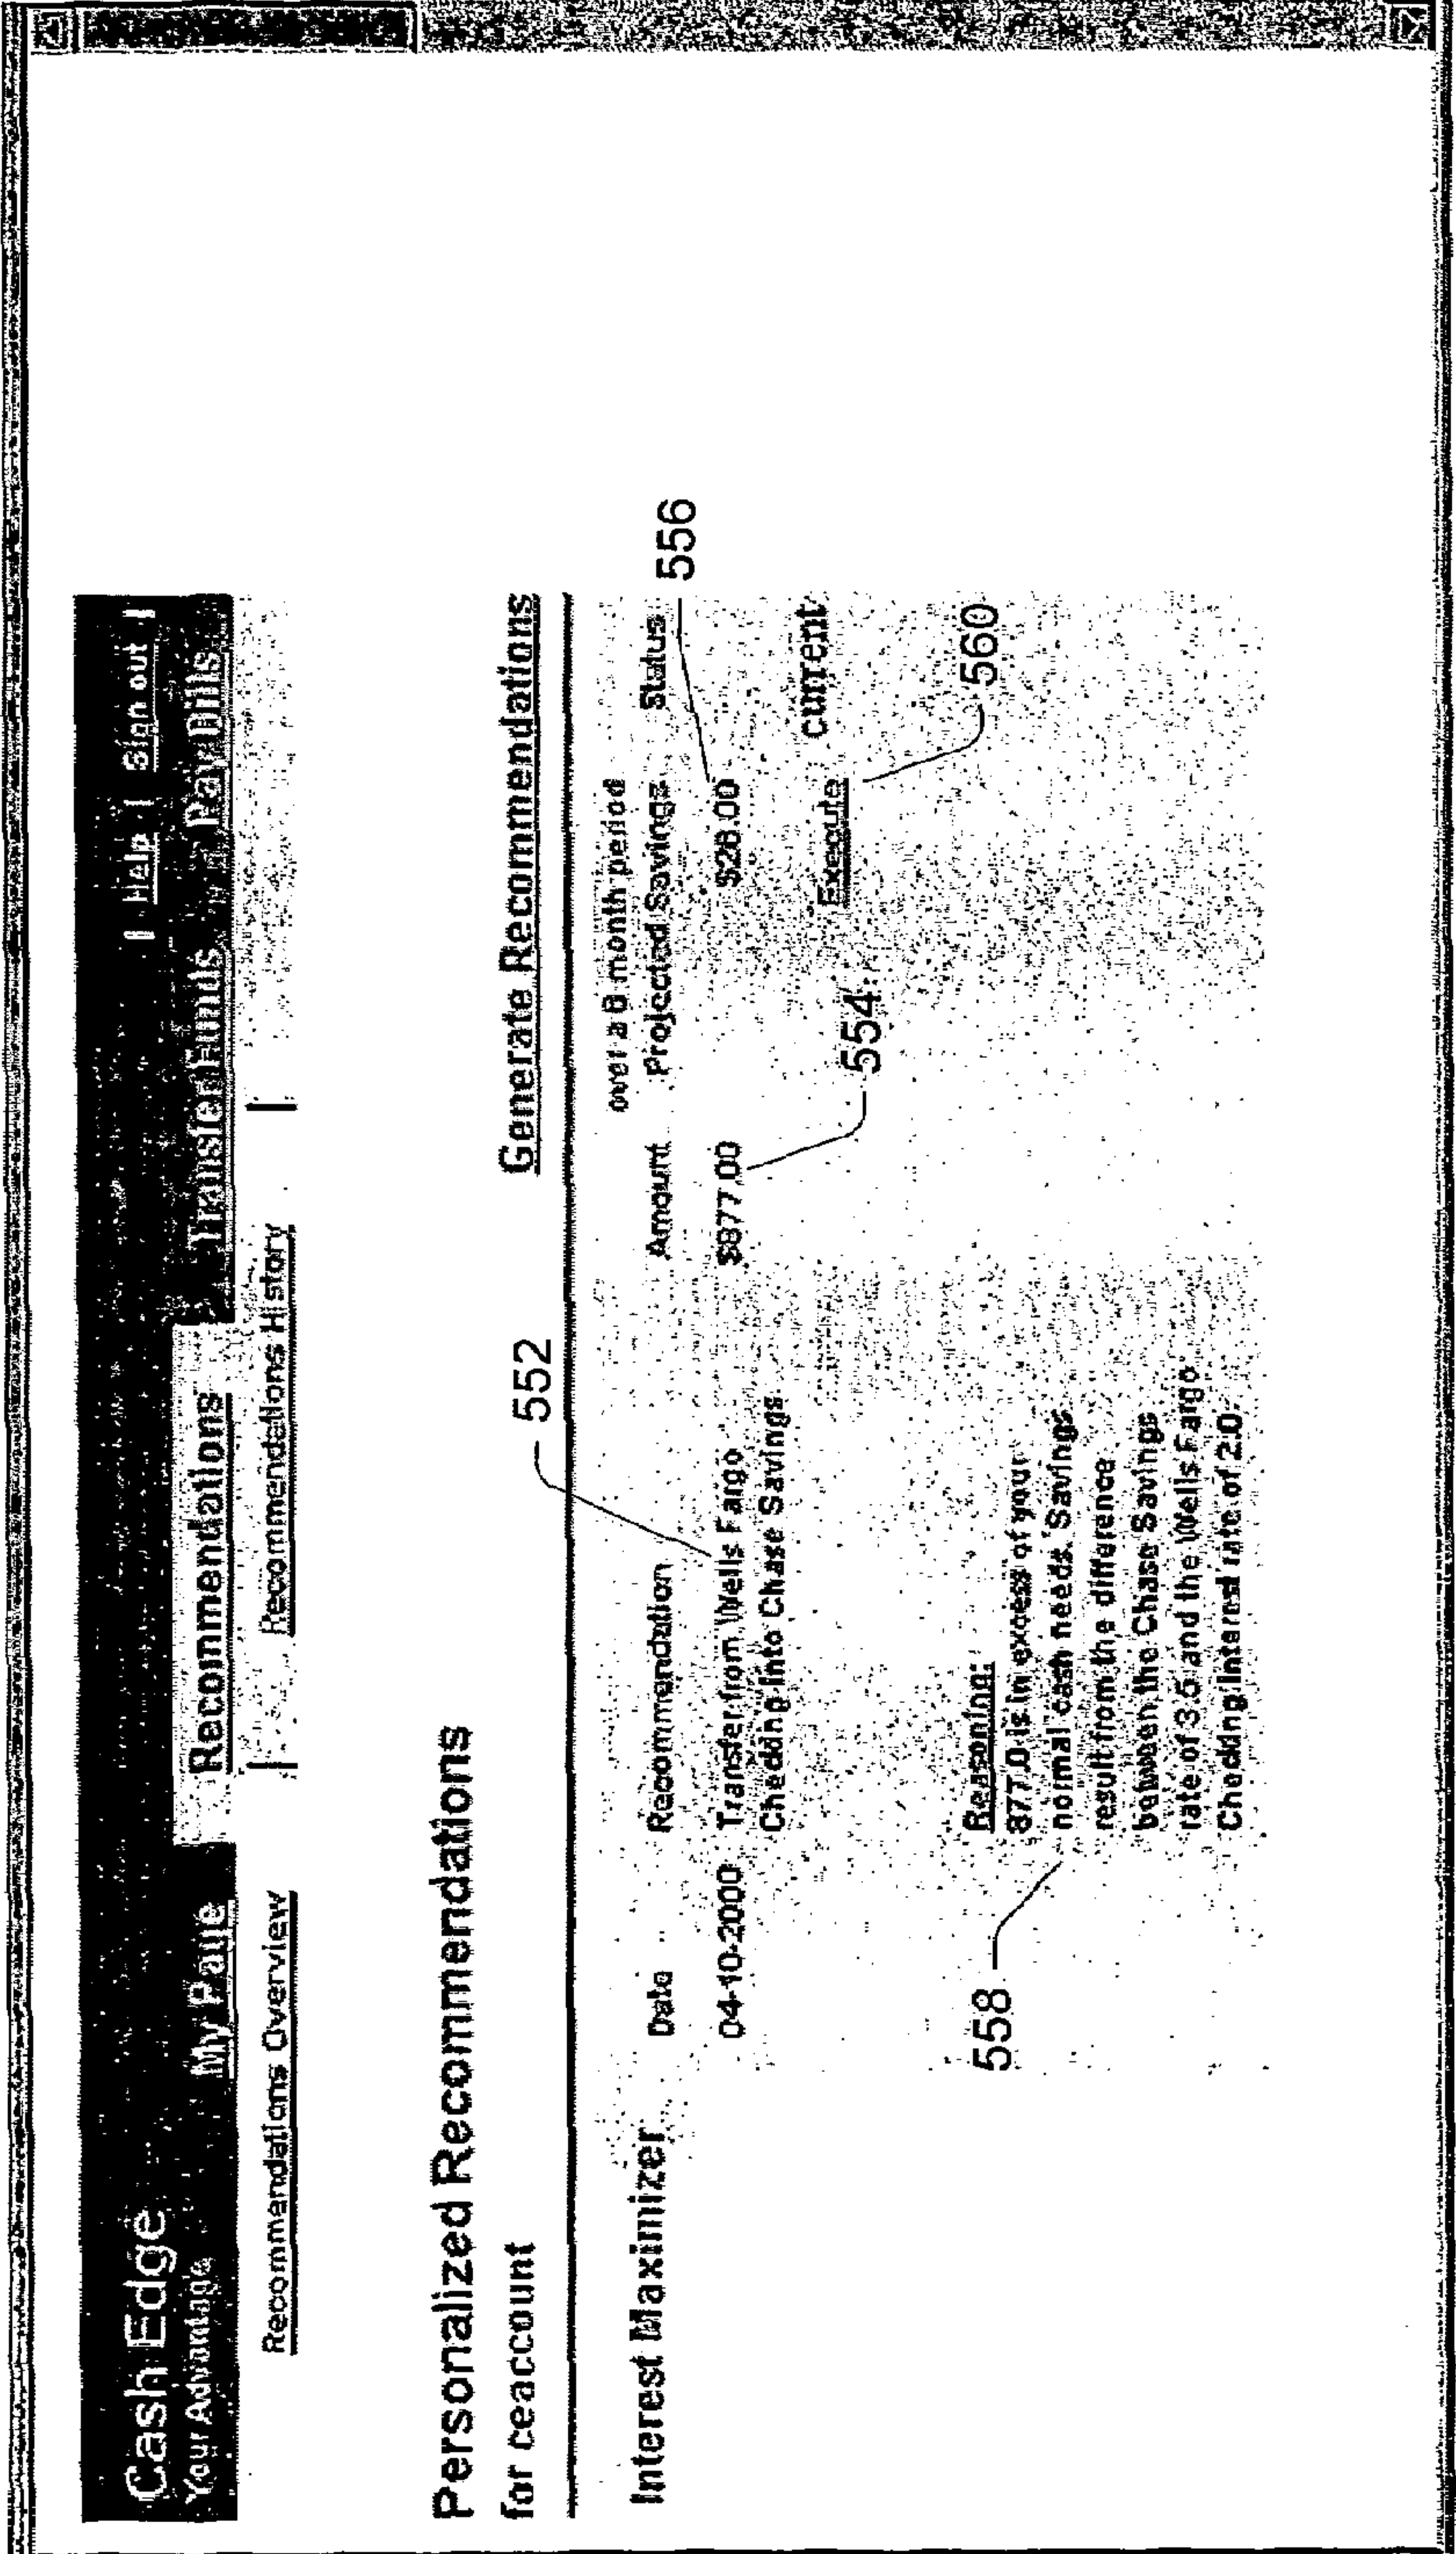 Cash Edge
Your Advantage
| Help | Sign out |
My Page Recommendations Transfer Funds Pay Bills
Recommendations Overview | Recommendations History |
Personalized Recommendations
for ceaccount Generate Recommendations
552
Interest Maximizer
over a month period
Date Recommendation Amount Projected Savings Status
556
04-10-2000 Transfer from Wells Fargo $877.00
Checking into Chase Savings
Execute current
554
560
558
Reasoning:
877.0 is in excess of your
normal cash needs. Savings
result from the difference
between the Chase Savings
rate of 3.5 and the Wells Fargo
Checking interest rate of 2.0